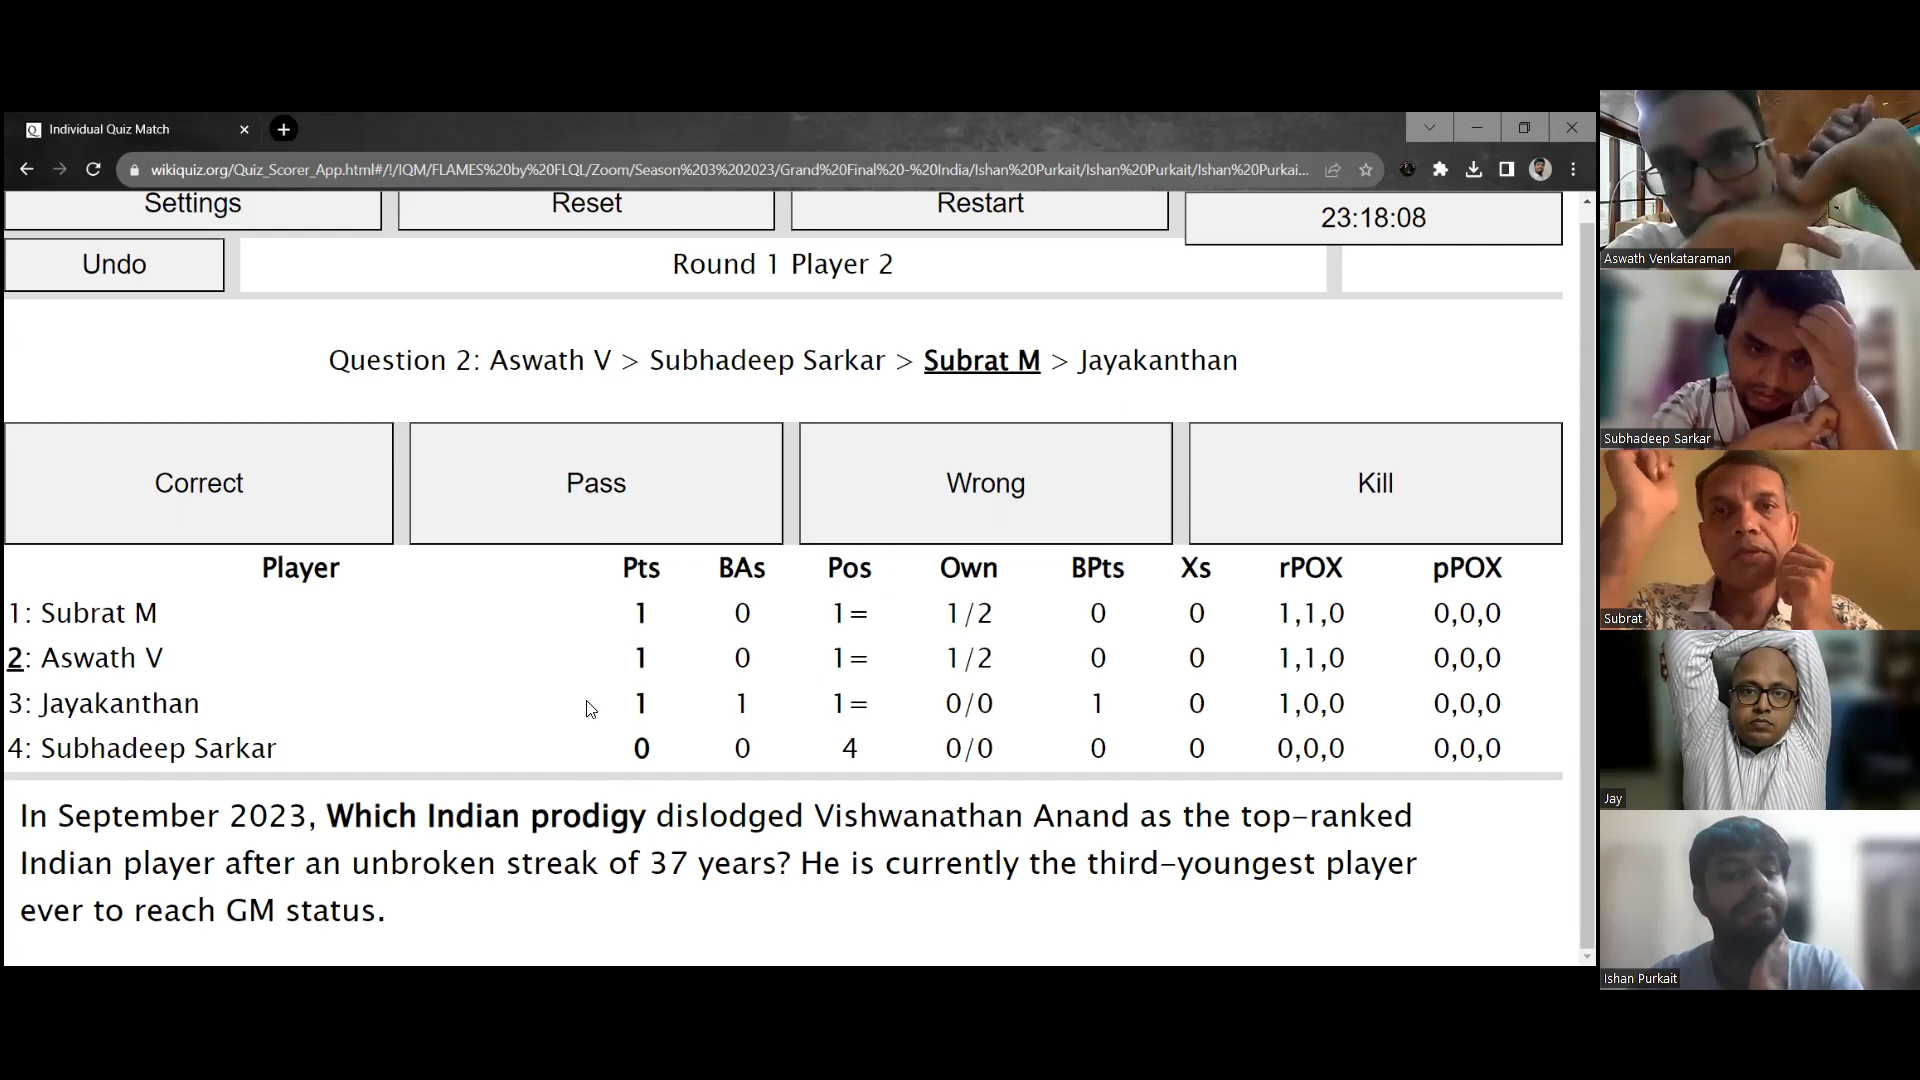 Individual Quiz Match
wikiquiz.org/Quiz_Scorer_App.html#/!/IQM/FLAMES%20by%20FLQL/Zoom/Season%203%202023/Grand%20Final%20-%20India/Ishan%20Purkait/Ishan%20Purkait/Ishan%20Purkai...
Settings Reset Restart 23:18:08
Undo Round 1 Player 2
Question 2: Aswath V > Subhadeep Sarkar > Subrat M > Jayakanthan
Correct Pass Wrong Kill
Player Pts BAs Pos Own BPts Xs rPOX pPOX
1: Subrat M 1 0 1= 1/2 0 0 1,1,0 0,0,0
2: Aswath V 1 0 1= 1/2 0 0 1,1,0 0,0,0
3: Jayakanthan 1 1 1= 0/0 1 0 1,0,0 0,0,0
4: Subhadeep Sarkar 0 0 4 0/0 0 0 0,0,0 0,0,0
In September 2023, Which Indian prodigy dislodged Vishwanathan Anand as the top-ranked
Indian player after an unbroken streak of 37 years? He is currently the third-youngest player
ever to reach GM status.
Aswath Venkataraman
Subhadeep Sarkar
Subrat
Jay
Ishan Purkait